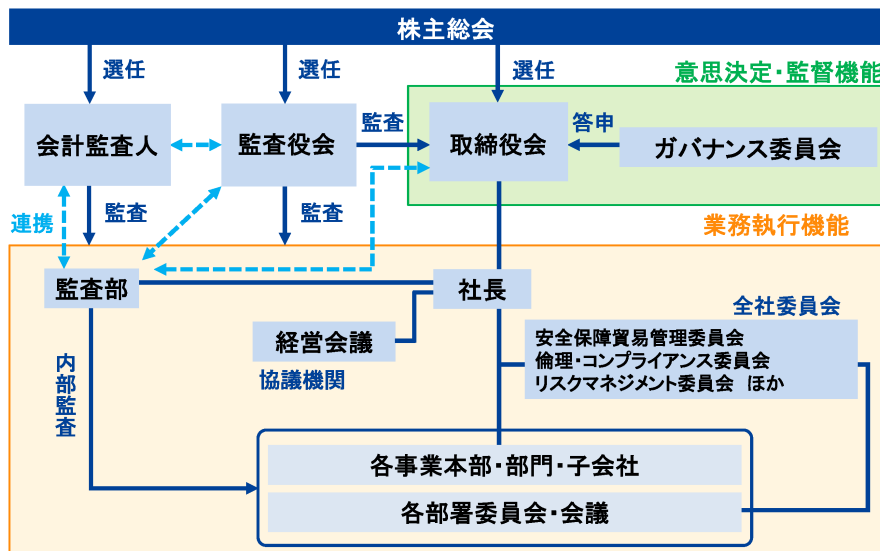 株主総会
選任
選任
選任
意思決定・監督機能
会計監査人
監査役会
監査
取締役会
答申
ガバナンス委員会
連携
監査
監査
業務執行機能
監査部
社長
全社委員会
経営会議
協議機関
安全保障貿易管理委員会
倫理・コンプライアンス委員会
リスクマネジメント委員会 ほか
内部監査
各事業本部・部門・子会社
各部署委員会・会議